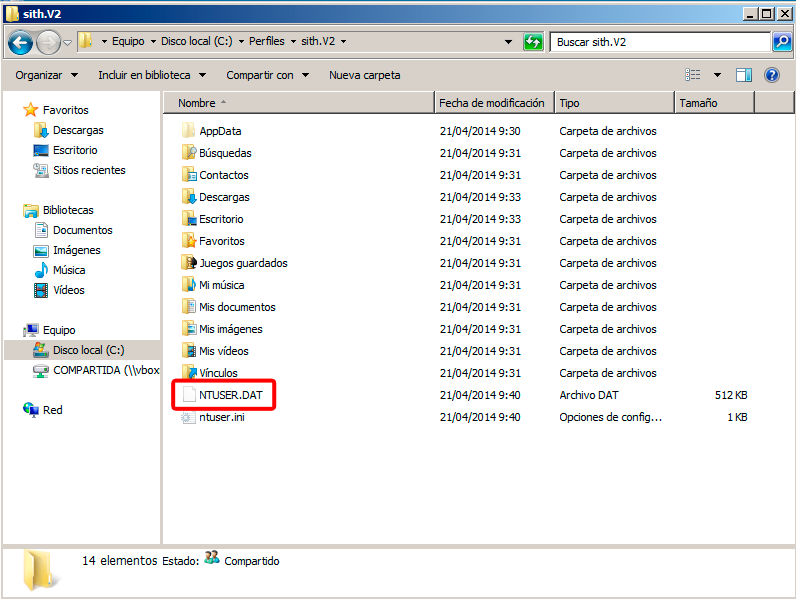 sith.V2
Equipo Disco local (C:) Perfiles sith.V2
Buscar sith.V2
Organizar Incluir en biblioteca Compartir con Nueva carpeta
Favoritos
Descargas
Escritorio
Sitios recientes
Bibliotecas
Documentos
Imágenes
Música
Vídeos
Equipo
Disco local (C:)
COMPARTIDA (\\vbox
Red
Nombre Fecha de modificación Tipo Tamaño
AppData 21/04/2014 9:30 Carpeta de archivos
Búsquedas 21/04/2014 9:31 Carpeta de archivos
Contactos 21/04/2014 9:31 Carpeta de archivos
Descargas 21/04/2014 9:33 Carpeta de archivos
Escritorio 21/04/2014 9:33 Carpeta de archivos
Favoritos 21/04/2014 9:31 Carpeta de archivos
Juegos guardados 21/04/2014 9:31 Carpeta de archivos
Mi música 21/04/2014 9:31 Carpeta de archivos
Mis documentos 21/04/2014 9:31 Carpeta de archivos
Mis imágenes 21/04/2014 9:31 Carpeta de archivos
Mis vídeos 21/04/2014 9:31 Carpeta de archivos
Vínculos 21/04/2014 9:31 Carpeta de archivos
NTUSER.DAT 21/04/2014 9:40 Archivo DAT 512 KB
ntuser.ini 21/04/2014 9:40 Opciones de config... 1 KB
14 elementos Estado: Compartido